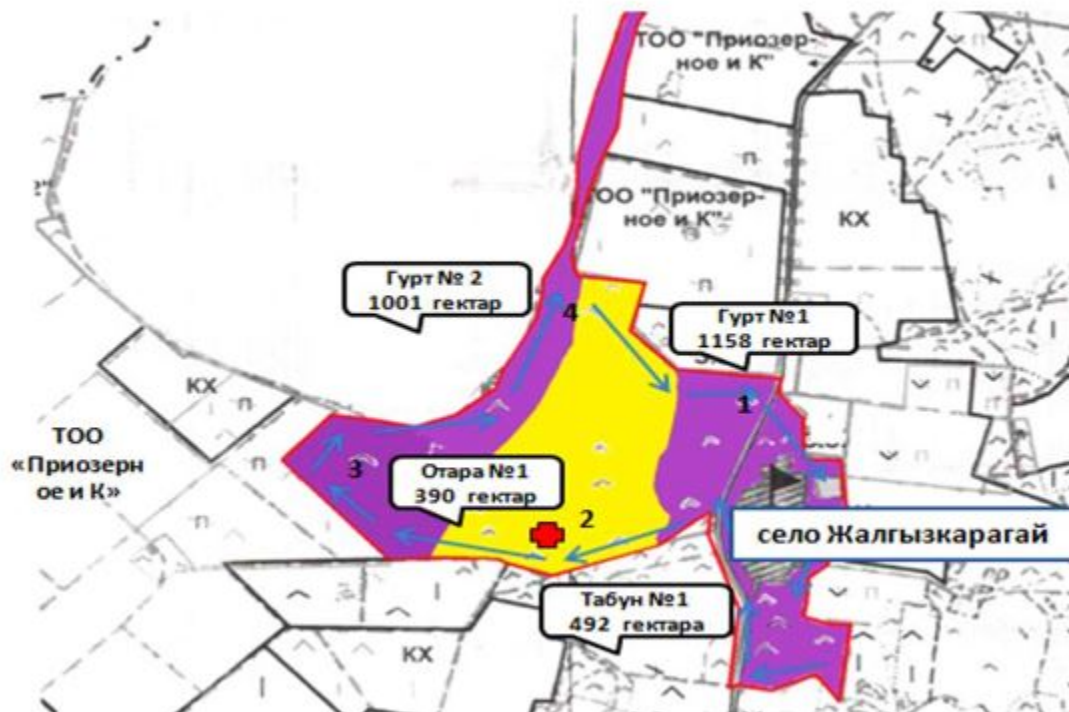 ТОО "Приозер-
ное и К"
п
ТОО "Приозер-
ное и К"
КХ
п
п
Гурт № 2
1001 гектар
4
Гурт №1
1158 гектар
КХ
п
1
ТОО
«Приозерн
ое и К»
п
3
Отара №1
390 гектар
2
п
село Жалгызкарагай
Табун №1
492 гектара
пр
п
КХ